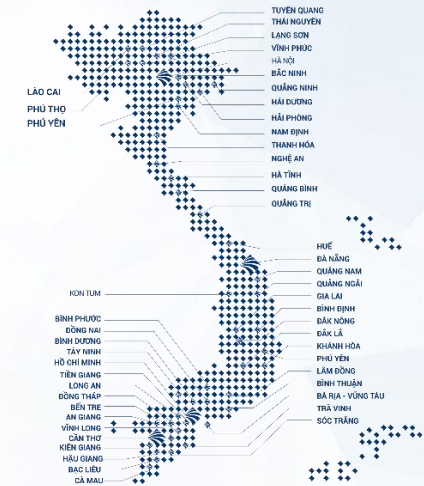 TUYÊN QUANG
THÁI NGUYÊN
LẠNG SƠN
VĨNH PHÚC
HÀ NỘI
BẮC NINH
QUẢNG NINH
HẢI DƯƠNG
HẢI PHÒNG
NAM ĐỊNH
THANH HÓA
NGHỆ AN
HÀ TĨNH
QUẢNG BÌNH
QUẢNG TRỊ
LÀO CAI
PHÚ THỌ
PHÚ YÊN
HUẾ
ĐÀ NẴNG
QUẢNG NAM
QUẢNG NGÃI
GIA LAI
BÌNH ĐỊNH
ĐĂK NÔNG
ĐĂK LĂ
KHÁNH HÒA
PHÚ YÊN
LÂM ĐỒNG
BÌNH THUẬN
BÀ RỊA - VŨNG TÀU
TRÀ VINH
SÓC TRĂNG
KON TUM
BÌNH PHƯỚC
ĐỒNG NAI
BÌNH DƯƠNG
TÂY NINH
HỒ CHÍ MINH
TIỀN GIANG
LONG AN
ĐỒNG THÁP
BẾN TRE
AN GIANG
VĨNH LONG
CẦN THƠ
KIÊN GIANG
HẬU GIANG
BẠC LIÊU
CÀ MAU